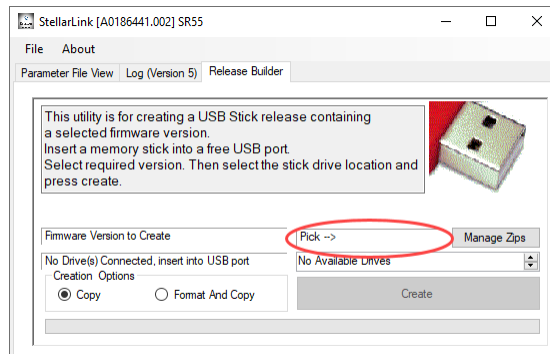 StellarLink [A0186441.002] SR55
File About
Parameter File View Log (Version 5) Release Builder
This utility is for creating a USB Stick release containing
a selected firmware version.
Insert a memory stick into a free USB port.
Select required version. Then select the stick drive location and
press create.
Firmware Version to Create Pick --> Manage Zips
No Drive(s) Connected, insert into USB port No Available Drives
Creation Options
Copy Format And Copy Create